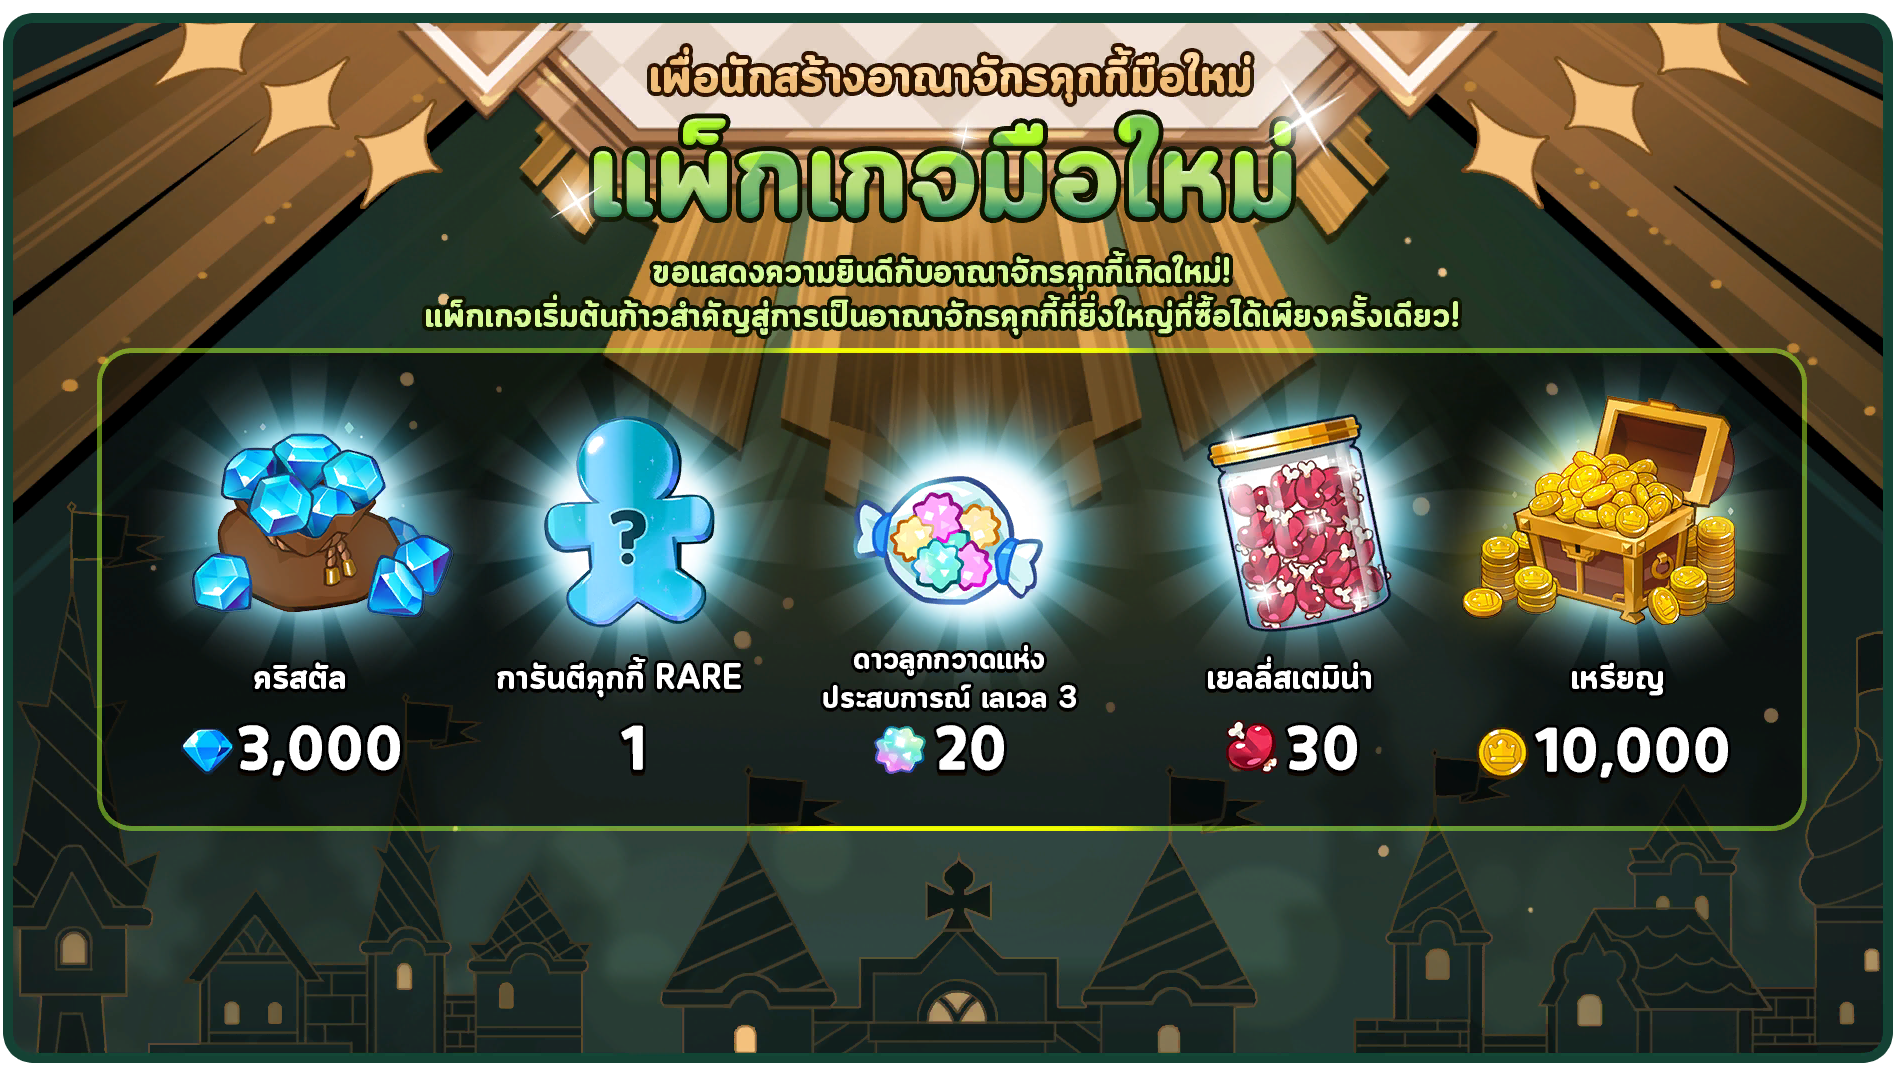 เพื่อนักสร้างอาณาจักรคุกกี้มือใหม่
แพ็กเกจมือใหม่
ขอแสดงความยินดีกับอาณาจักรคุกกี้เกิดใหม่!
แพ็กเกจเริ่มต้นก้าวสำคัญสู่การเป็นอาณาจักรคุกกี้ที่ยิ่งใหญ่ที่ซื้อได้เพียงครั้งเดียว!
?
คริสตัล
3,000
การันตีคุกกี้ RARE
1
ดาวลูกกวาดแห่ง
ประสบการณ์ เลเวล 3
20
เยลลี่สเตมิน่า
30
เหรียญ
10,000